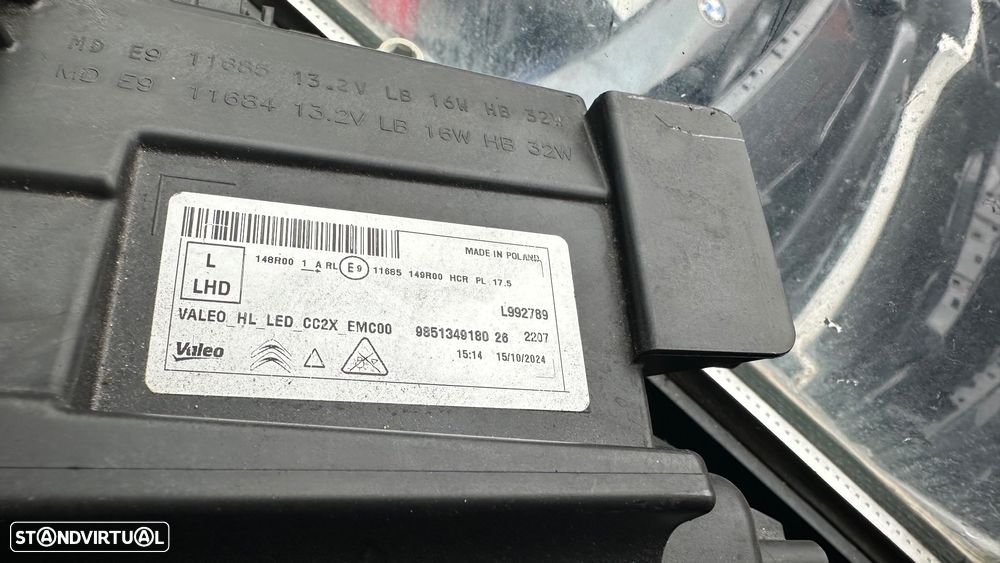 MD E9 11685 13.2V LB 16W HB 32W
MD E9 11684 13.2V LB 16W HB 32W
MADE IN POLAND
L
LHD
148R00 1 A RL E9 11685 149R00 HCR PL 17.5
L992789
VALEO_HL_LED_CC2X_EMC00 9851349180 26 2207
Valeo
15:14 15/10/2024
STANDVIRTUAL